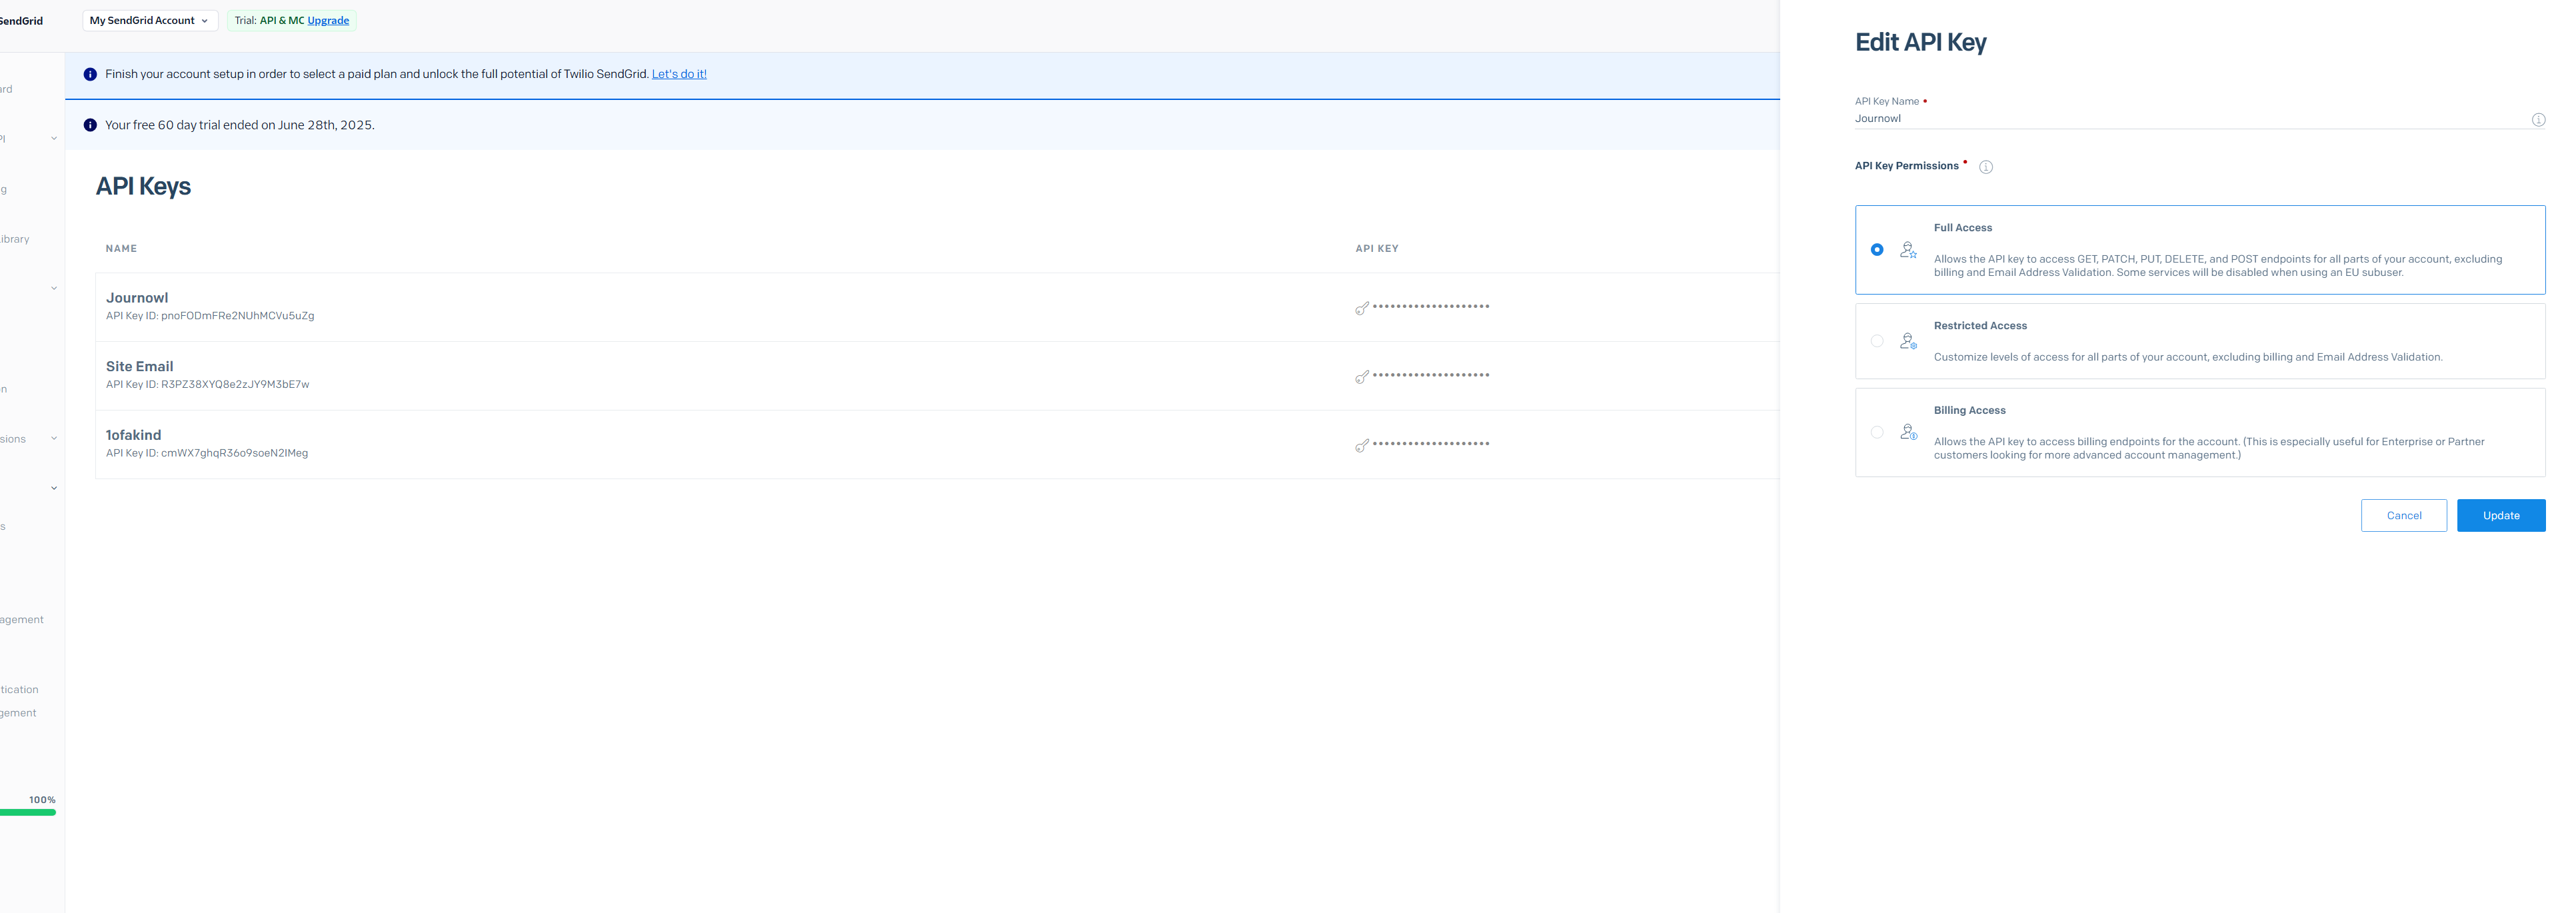 SendGrid
My SendGrid Account
Trial: API & MC Upgrade
Finish your account setup in order to select a paid plan and unlock the full potential of Twilio SendGrid. Let's do it!
Your free 60 day trial ended on June 28th, 2025.
ard
PI
g
ibrary
n
sions
s
agement
tication
gement
100%
API Keys
NAME
API KEY
Journowl
API Key ID: pnoFODmFRe2NUhMCVu5uZg
••••••••••••••••••••
Site Email
API Key ID: R3PZ38XYQ8e2zJY9M3bE7w
••••••••••••••••••••
1ofakind
API Key ID: cmWX7ghqR36o9soeN2IMeg
••••••••••••••••••••
Edit API Key
API Key Name •
Journowl
API Key Permissions •
Full Access
Allows the API key to access GET, PATCH, PUT, DELETE, and POST endpoints for all parts of your account, excluding
billing and Email Address Validation. Some services will be disabled when using an EU subuser.
Restricted Access
Customize levels of access for all parts of your account, excluding billing and Email Address Validation.
Billing Access
Allows the API key to access billing endpoints for the account. (This is especially useful for Enterprise or Partner
customers looking for more advanced account management.)
Cancel
Update